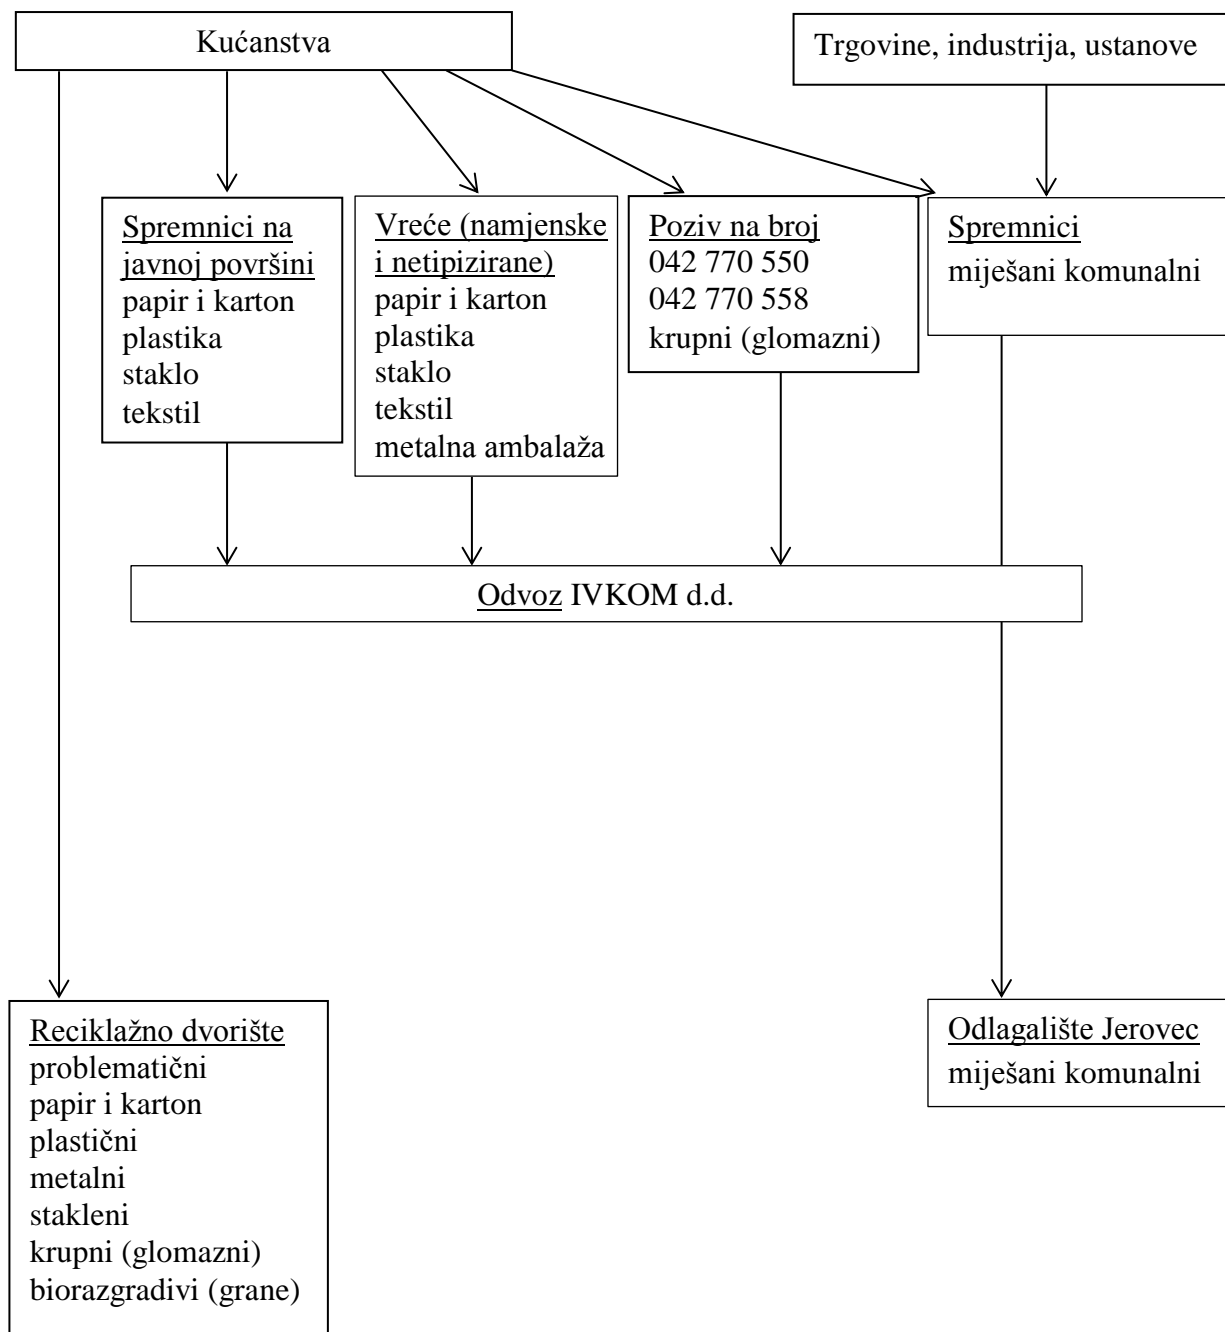 Kućanstva
Trgovine, industrija, ustanove
Spremnici na
javnoj površini
papir i karton
plastika
staklo
tekstil
Vreće (namjenske
i netipizirane)
papir i karton
plastika
staklo
tekstil
metalna ambalaža
Poziv na broj
042 770 550
042 770 558
krupni (glomazni)
Spremnici
miješani komunalni
Odvoz IVKOM d.d.
Reciklažno dvorište
problematični
papir i karton
plastični
metalni
stakleni
krupni (glomazni)
biorazgradivi (grane)
Odlagalište Jerovec
miješani komunalni